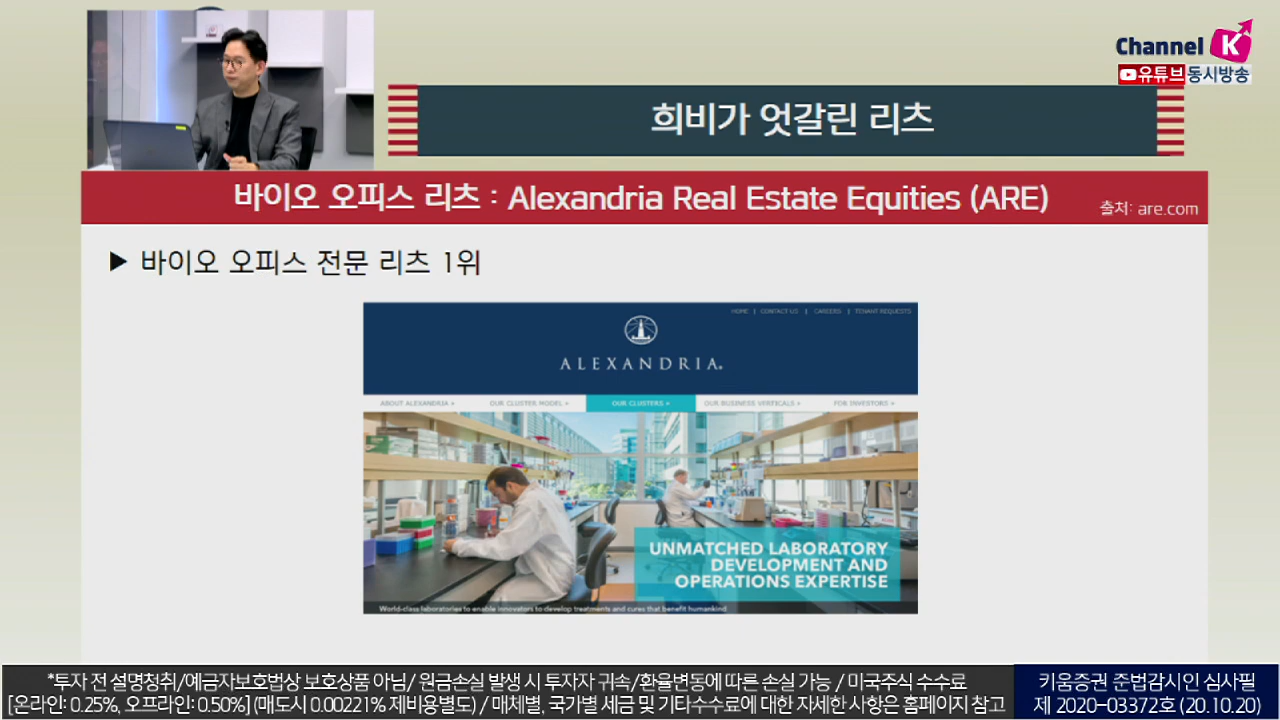 Channel K
유튜브 동시방송
희비가 엇갈린 리츠
바이오 오피스 리츠 : Alexandria Real Estate Equities (ARE)
출처: are.com
▶ 바이오 오피스 전문 리츠 1위
HOME | CONTACT US | CAREERS | TENANT REQUESTS
ALEXANDRIA.
ABOUT ALEXANDRIA » OUR CLUSTER MODEL » OUR CLUSTERS » OUR BUSINESS VERTICALS » FOR INVESTORS »
UNMATCHED LABORATORY
DEVELOPMENT AND
OPERATIONS EXPERTISE
World-class laboratories to enable innovators to develop treatments and cures that benefit humankind
*투자 전 설명청취/예금자보호법상 보호상품 아님/ 원금손실 발생 시 투자자 귀속/환율변동에 따른 손실 가능 / 미국주식 수수료
[온라인: 0.25%, 오프라인: 0.50%] (매도시 0.00221% 제비용별도) / 매체별, 국가별 세금 및 기타수수료에 대한 자세한 사항은 홈페이지 참고
키움증권 준법감시인 심사필
제 2020-03372호 (20.10.20)